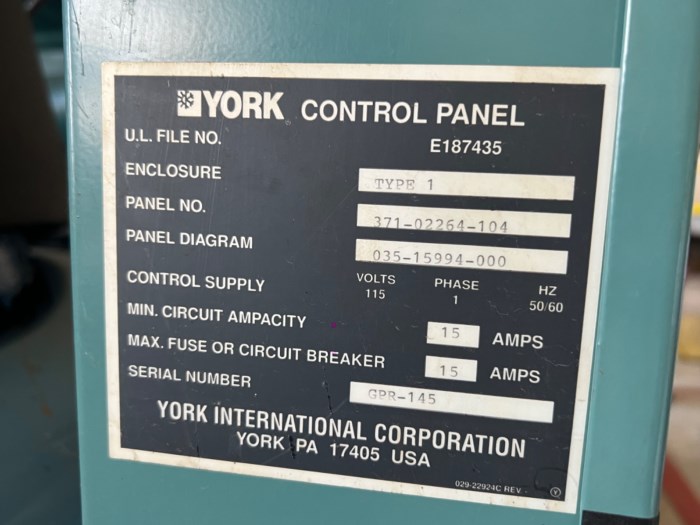 YORK CONTROL PANEL
U.L. FILE NO. E187435
ENCLOSURE TYPE 1
PANEL NO. 371-02264-104
PANEL DIAGRAM 035-15994-000
CONTROL SUPPLY VOLTS 115 PHASE 1 HZ 50/60
MIN. CIRCUIT AMPACITY 15 AMPS
MAX. FUSE OR CIRCUIT BREAKER 15 AMPS
SERIAL NUMBER GPR-145
YORK INTERNATIONAL CORPORATION
YORK PA 17405 USA
029-22924C REV -